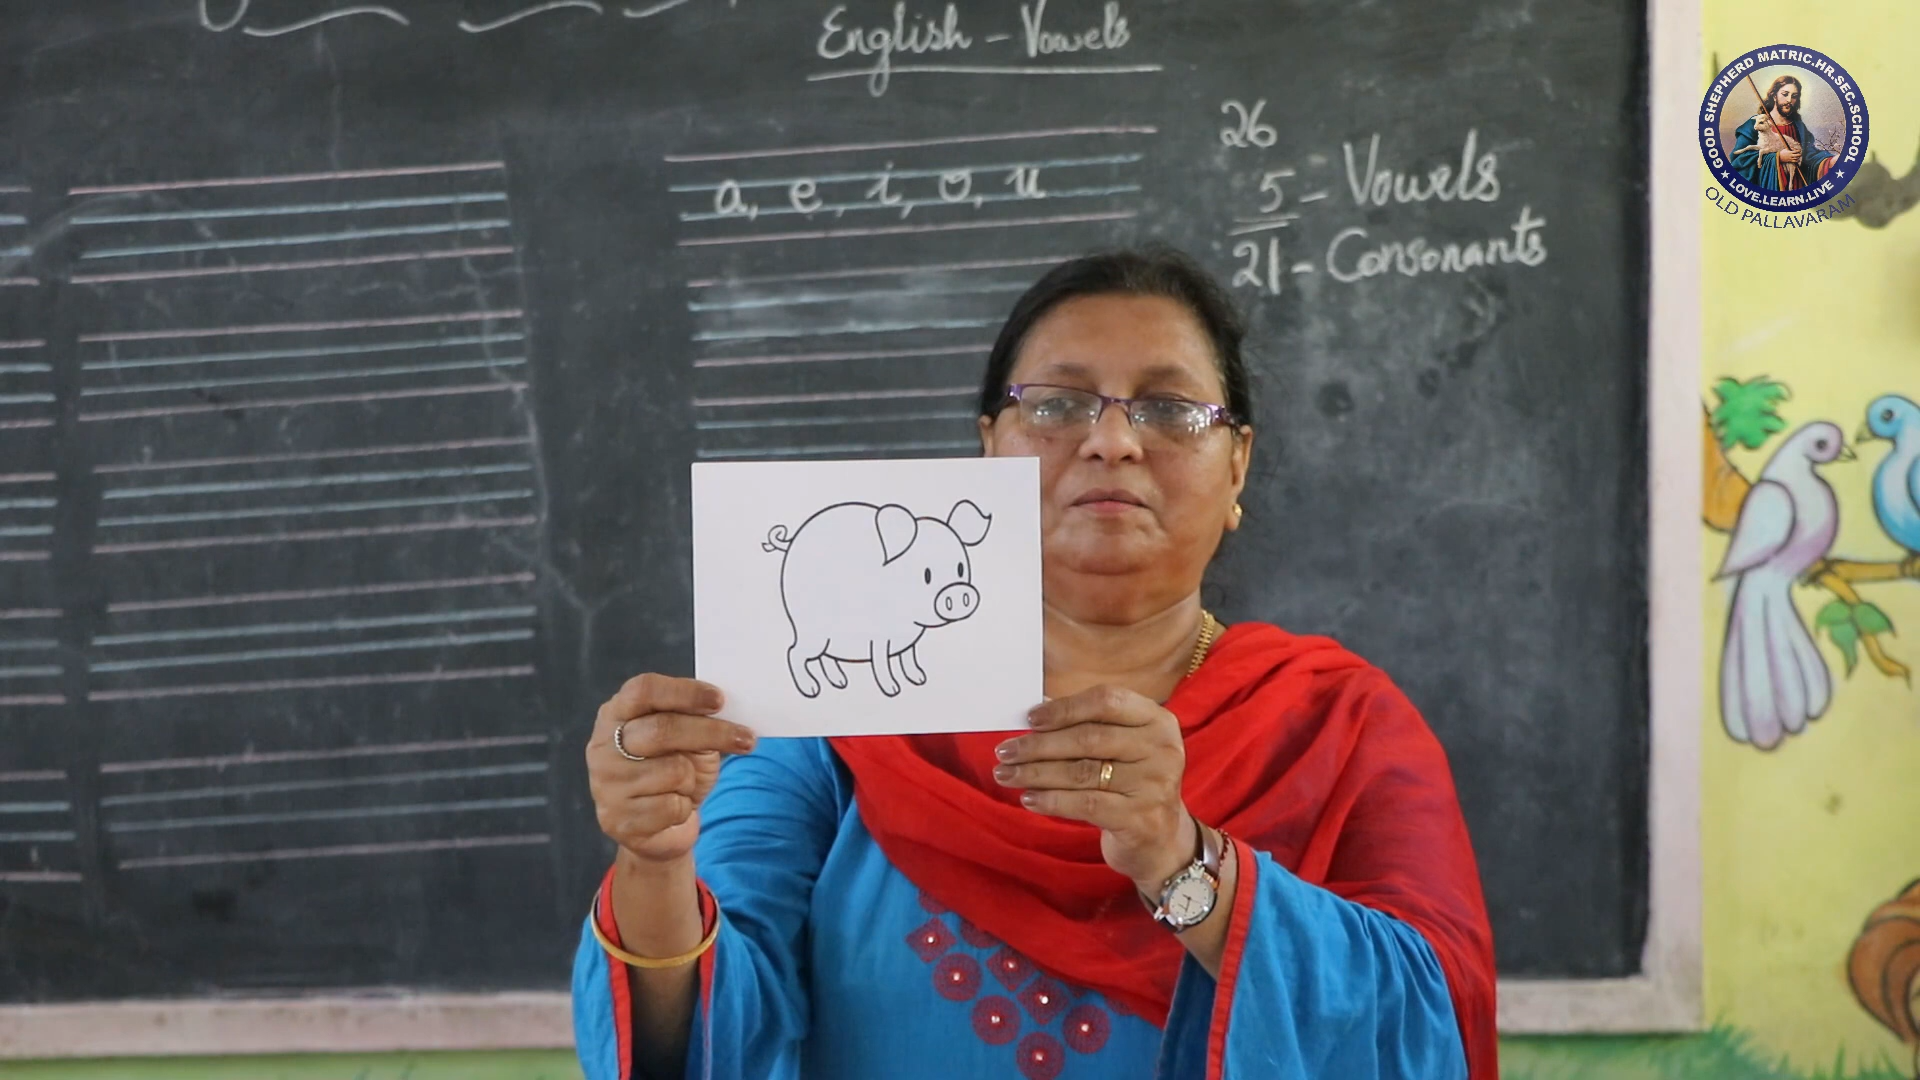 English - Vowels
a, e, i, o, u
26
5 - Vowels
21 - Consonants
GOOD SHEPHERD MATRIC.HR.SEC.SCHOOL
★ LOVE.LEARN.LIVE ★
OLD PALLAVARAM